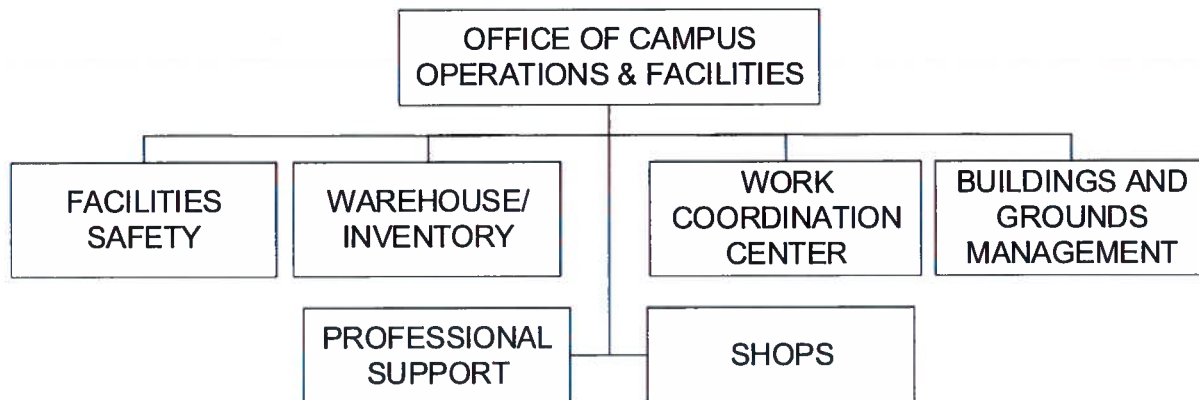 OFFICE OF CAMPUS
OPERATIONS & FACILITIES
FACILITIES
SAFETY
WAREHOUSE/
INVENTORY
WORK
COORDINATION
CENTER
BUILDINGS AND
GROUNDS
MANAGEMENT
PROFESSIONAL
SUPPORT
SHOPS